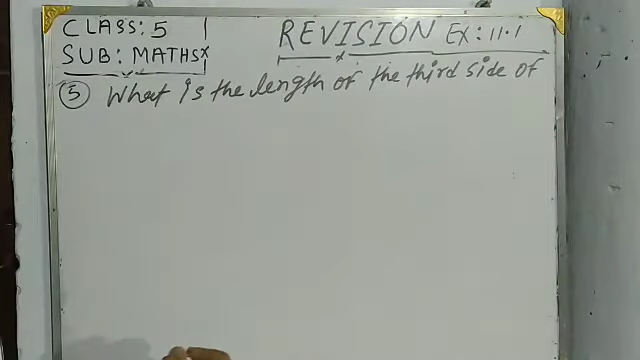 CLASS: 5
REVISION Ex: 11.1
SUB: MATHS
5 What is the length of the third side of